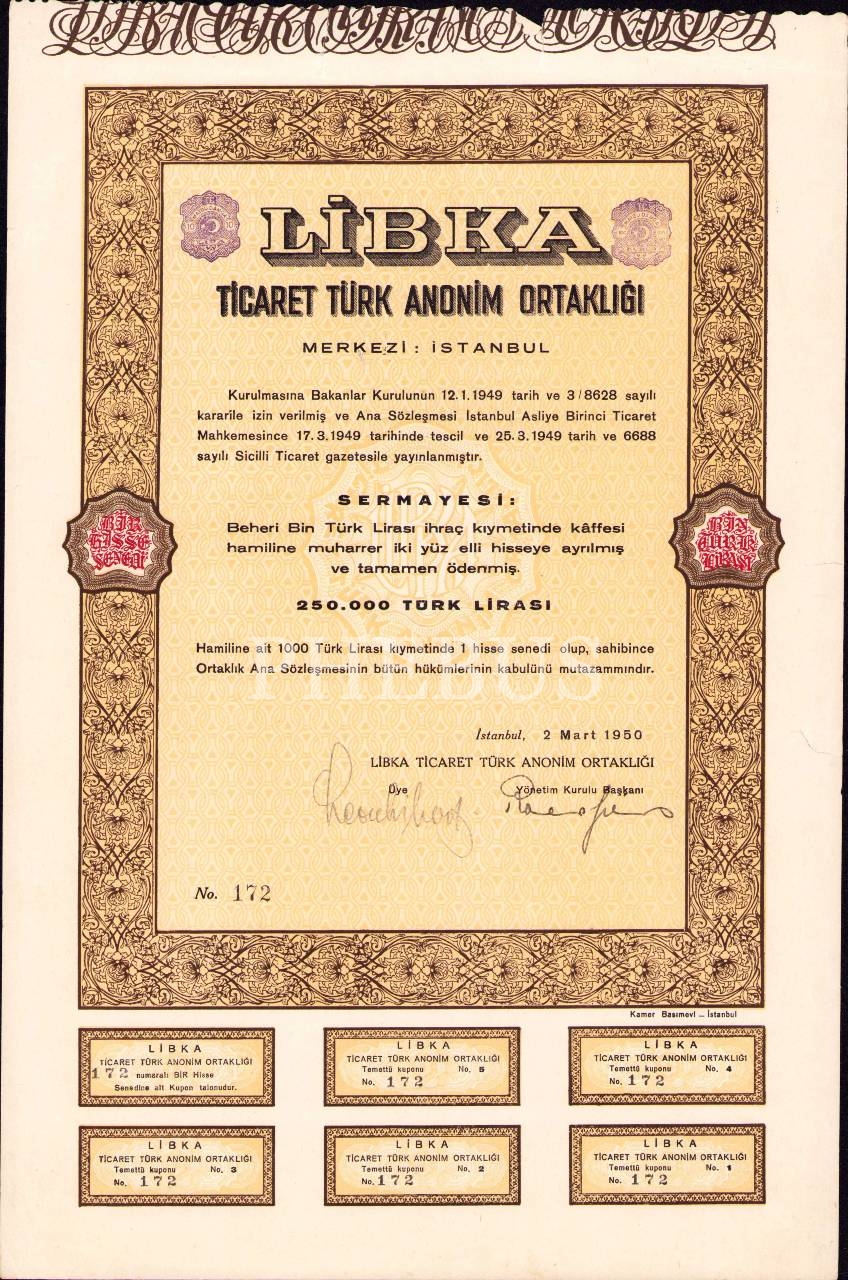 LİBKA
TİCARET TÜRK ANONİM ORTAKLIĞI
MERKEZİ : İSTANBUL
Kurulmasına Bakanlar Kurulunun 12.1.1949 tarih ve 3/8628 sayılı
kararile izin verilmiş ve Ana Sözleşmesi İstanbul Asliye Birinci Ticaret
Mahkemesince 17.3.1949 tarihinde tescil ve 25.3.1949 tarih ve 6688
sayılı Sicilli Ticaret gazetesile yayınlanmıştır.
SERMAYESİ:
Beheri Bin Türk Lirası ihraç kıymetinde kâffesi
hamiline muharrer iki yüz elli hisseye ayrılmış
ve tamamen ödenmiş.
BİR
HİSSE
SENEDİ
BİN
TÜRK
LİRASI
250.000 TÜRK LİRASI
Hamiline ait 1000 Türk Lirası kıymetinde 1 hisse senedi olup, sahibince
Ortaklık Ana Sözleşmesinin bütün hükümlerinin kabulünü mutazammındır.
PHEBUS
İstanbul, 2 Mart 1950
LİBKA TİCARET TÜRK ANONİM ORTAKLIĞI
Üye Yönetim Kurulu Başkanı
No. 172
Kamer Basımevi _ İstanbul
LİBKA
TİCARET TÜRK ANONİM ORTAKLIĞI
172 numaralı BİR Hisse
Senedine ait Kupon talonudur.
LİBKA
TİCARET TÜRK ANONİM ORTAKLIĞI
Temettü kuponu No. 5
No. 172
LİBKA
TİCARET TÜRK ANONİM ORTAKLIĞI
Temettü kuponu No. 4
No. 172
LİBKA
TİCARET TÜRK ANONİM ORTAKLIĞI
Temettü kuponu No. 3
No. 172
LİBKA
TİCARET TÜRK ANONİM ORTAKLIĞI
Temettü kuponu No. 2
No. 172
LİBKA
TİCARET TÜRK ANONİM ORTAKLIĞI
Temettü kuponu No. 1
No. 172